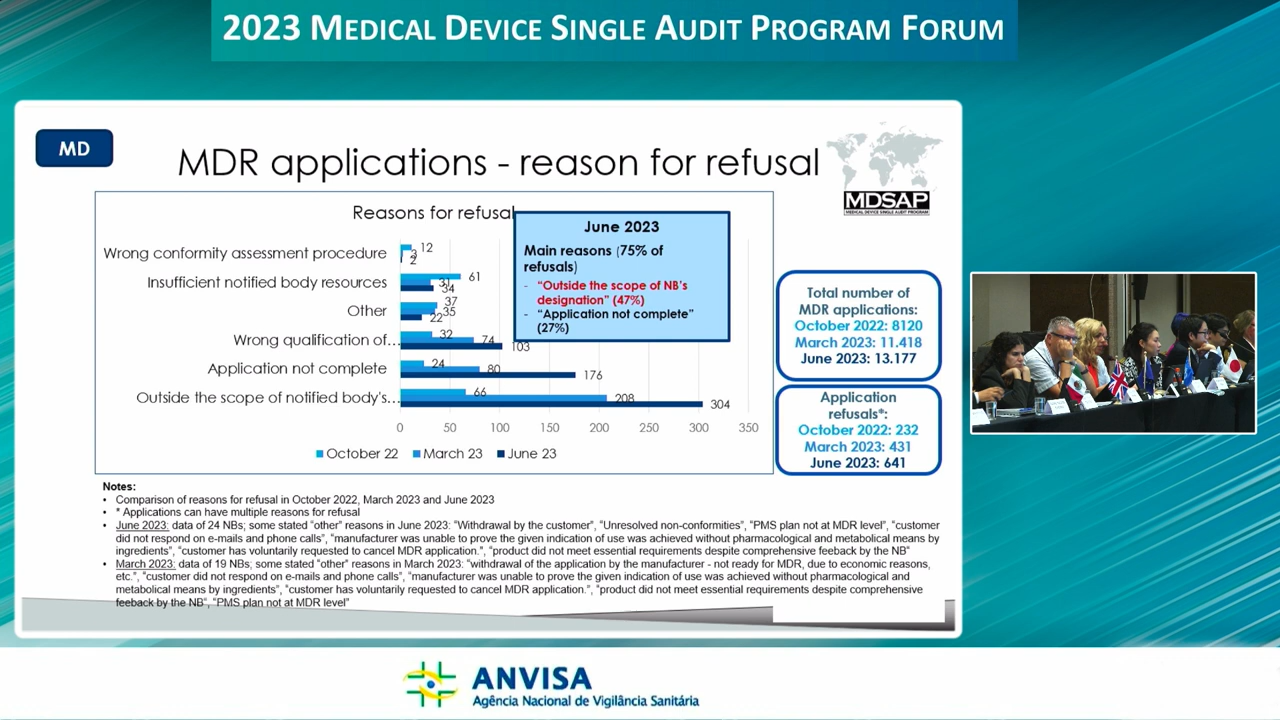 2023 MEDICAL DEVICE SINGLE AUDIT PROGRAM FORUM
MD
MDR applications - reason for refusal
MDSAP
MEDICAL DEVICE SINGLE AUDIT PROGRAM
Reasons for refusal
Wrong conformity assessment procedure
12
3
2
Insufficient notified body resources
61
31
34
Other
37
35
22
Wrong qualification of...
32
74
103
Application not complete
24
80
176
Outside the scope of notified body's...
66
208
304
0 50 100 150 200 250 300 350
October 22 March 23 June 23
June 2023
Main reasons (75% of
refusals)
- "Outside the scope of NB's
designation" (47%)
- "Application not complete"
(27%)
Total number of
MDR applications:
October 2022: 8120
March 2023: 11.418
June 2023: 13.177
Application
refusals*:
October 2022: 232
March 2023: 431
June 2023: 641
Notes:
• Comparison of reasons for refusal in October 2022, March 2023 and June 2023
• * Applications can have multiple reasons for refusal
• June 2023: data of 24 NBs; some stated "other" reasons in June 2023: "Withdrawal by the customer", "Unresolved non-conformities", "PMS plan not at MDR level", "customer
did not respond on e-mails and phone calls", "manufacturer was unable to prove the given indication of use was achieved without pharmacological and metabolical means by
ingredients", "customer has voluntarily requested to cancel MDR application.", "product did not meet essential requirements despite comprehensive feeback by the NB"
• March 2023: data of 19 NBs; some stated "other" reasons in March 2023: "withdrawal of the application by the manufacturer - not ready for MDR, due to economic reasons,
etc.", "customer did not respond on e-mails and phone calls", "manufacturer was unable to prove the given indication of use was achieved without pharmacological and
metabolical means by ingredients", "customer has voluntarily requested to cancel MDR application.", "product did not meet essential requirements despite comprehensive
feeback by the NB", "PMS plan not at MDR level"
ANVISA
Agência Nacional de Vigilância Sanitária